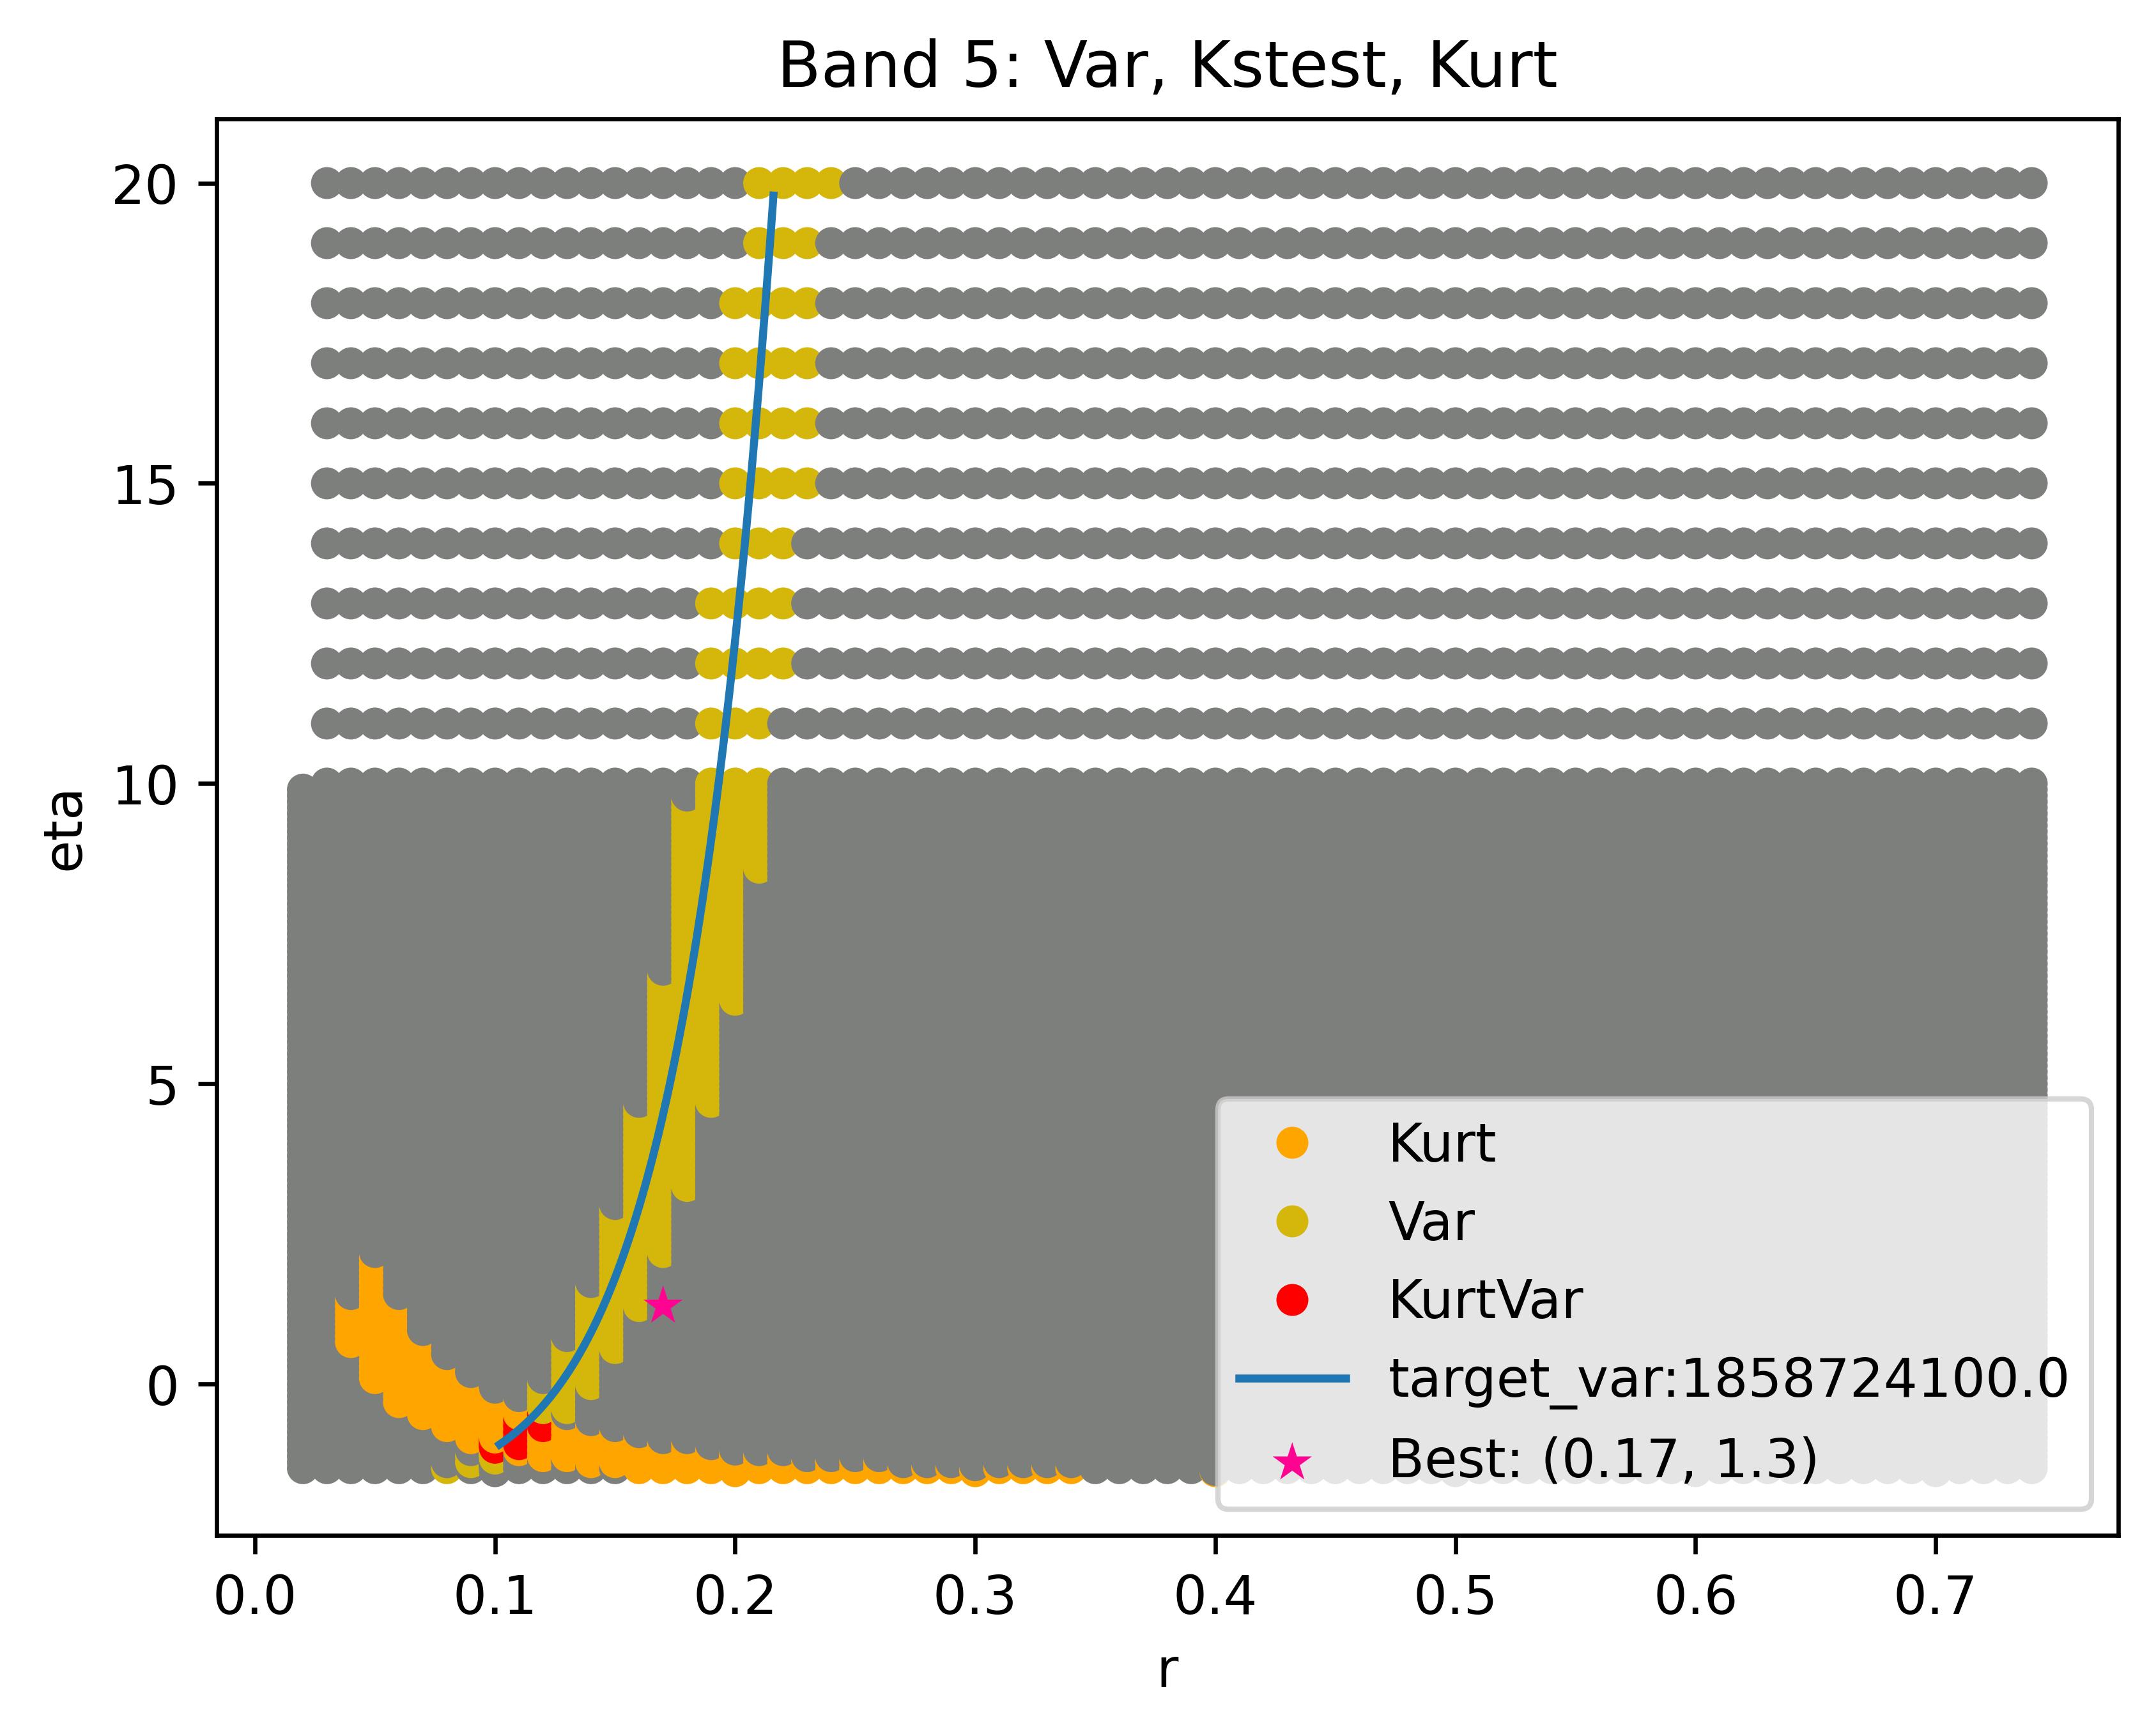 Band 5: Var, Kstest, Kurt
eta
20
15
10
5
0
Kurt
Var
KurtVar
target_var:1858724100.0
Best: (0.17, 1.3)
0.0 0.1 0.2 0.3 0.4 0.5 0.6 0.7
r